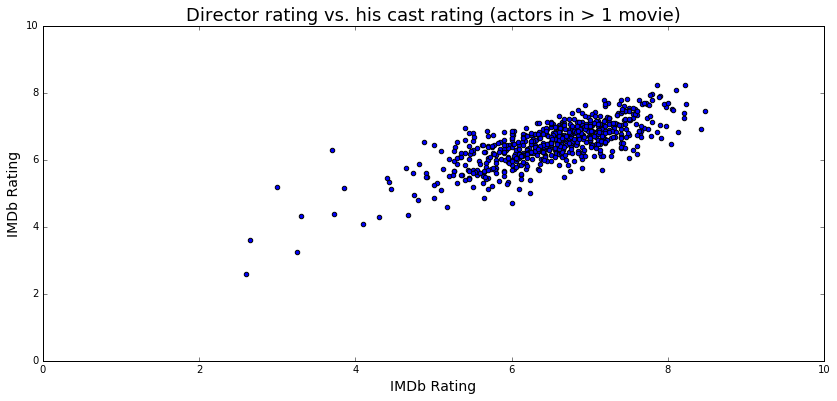 Director rating vs. his cast rating (actors in > 1 movie)
10
8
6
4
2
0
IMDb Rating
0 2 4 6 8 10
IMDb Rating